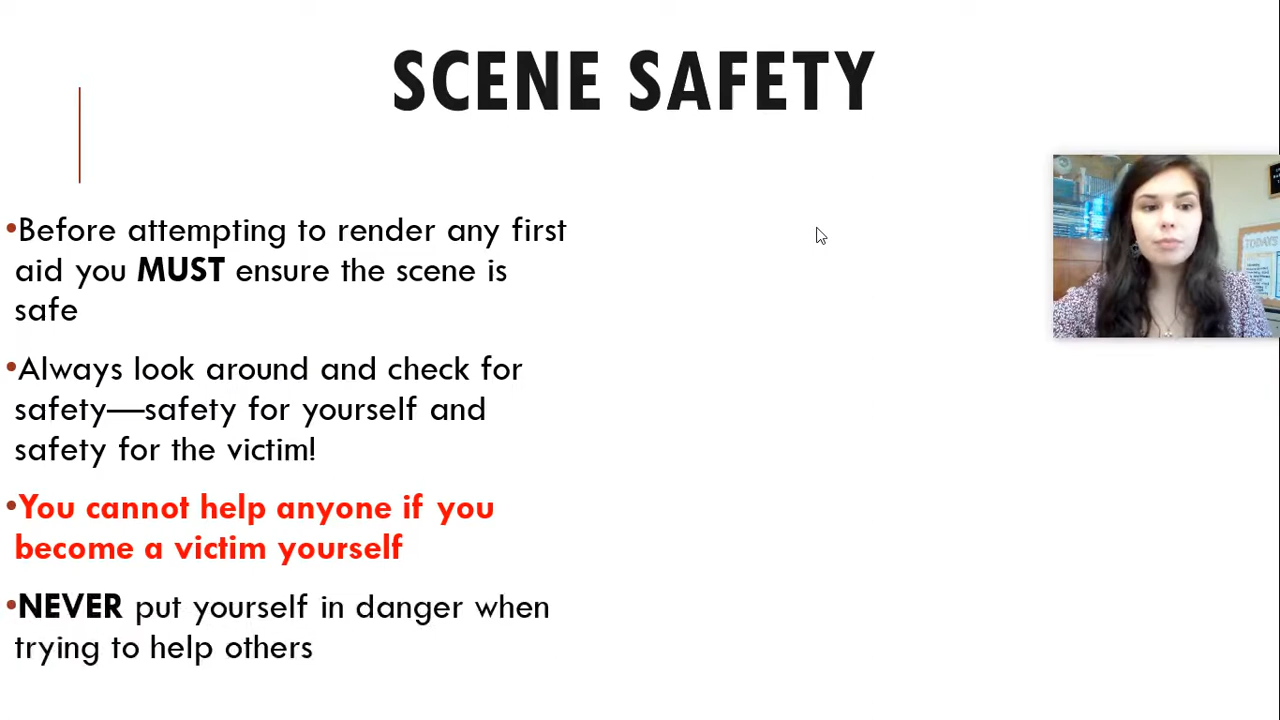 SCENE SAFETY
•Before attempting to render any first
aid you MUST ensure the scene is
safe
•Always look around and check for
safety—safety for yourself and
safety for the victim!
•You cannot help anyone if you
become a victim yourself
•NEVER put yourself in danger when
trying to help others
TODAYS